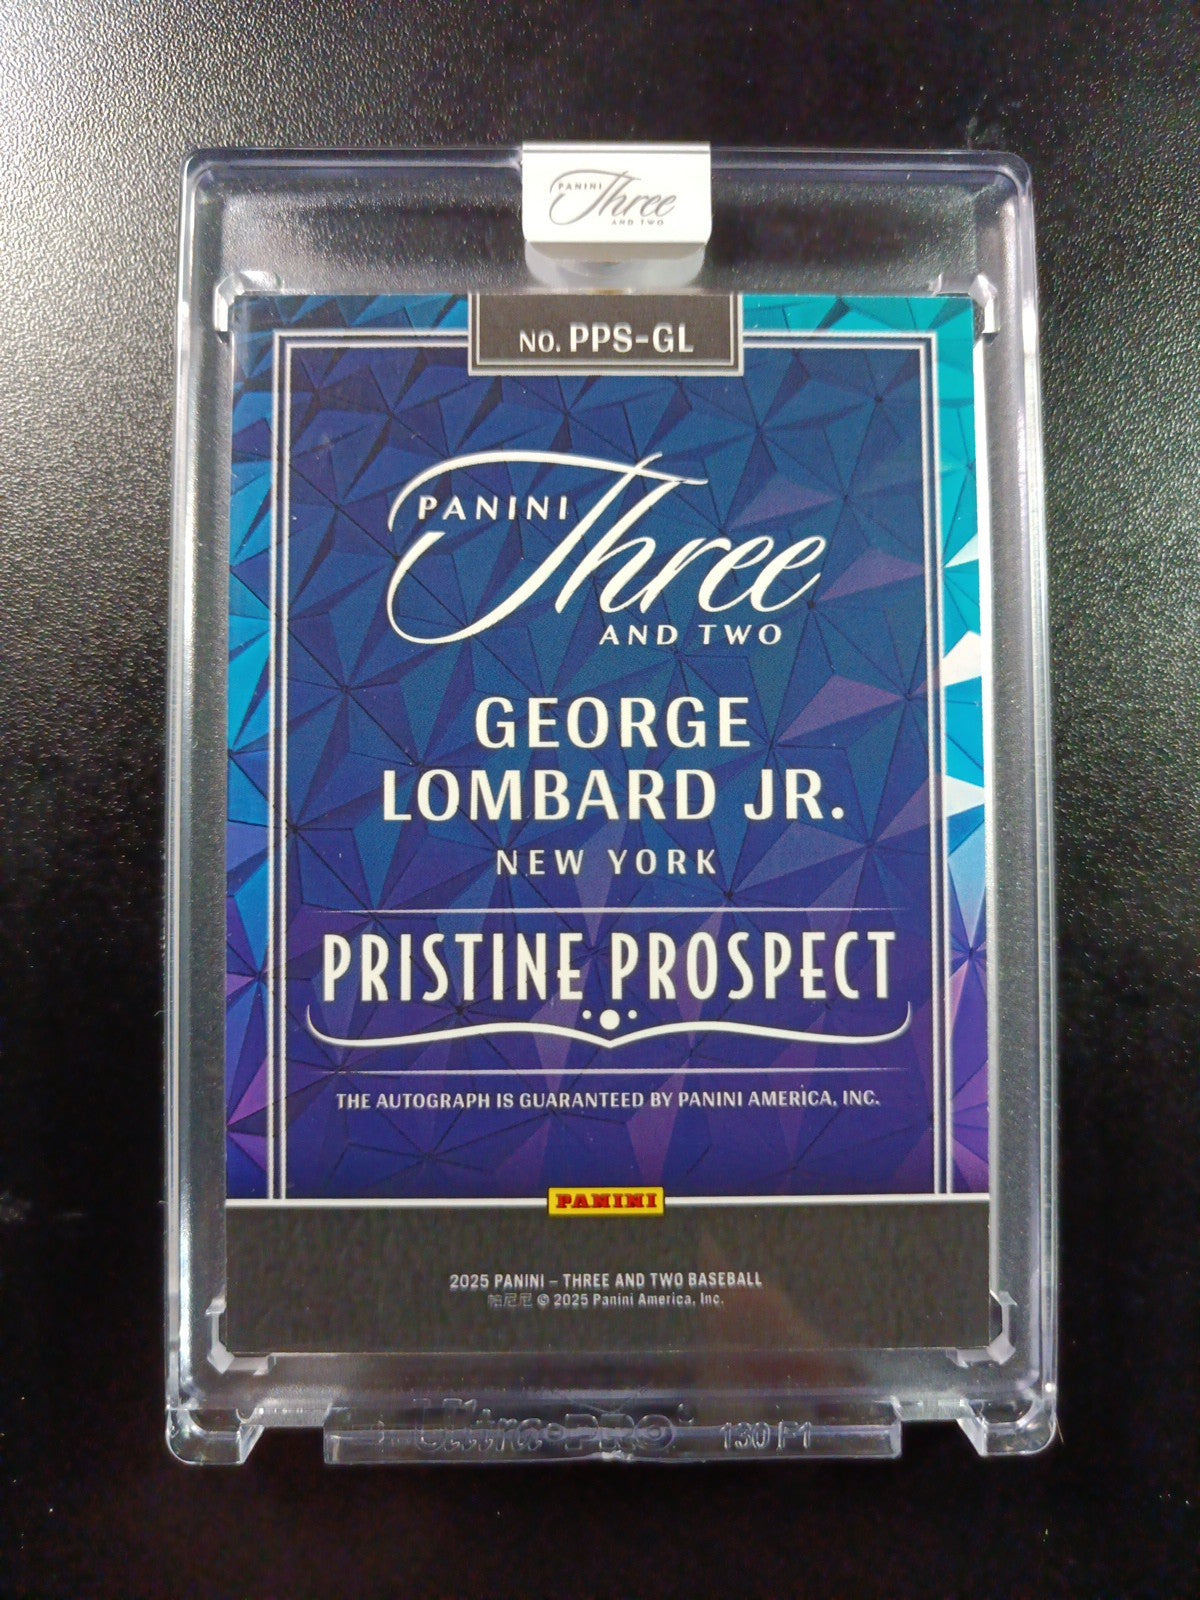 PANINI
Three
AND TWO
NO. PPS-GL
PANINI
Three
AND TWO
GEORGE
LOMBARD JR.
NEW YORK
PRISTINE PROSPECT
THE AUTOGRAPH IS GUARANTEED BY PANINI AMERICA, INC.
PANINI
2025 PANINI – THREE AND TWO BASEBALL
帕尼尼 © 2025 Panini America, Inc.
Ultra•PRO 130 PT